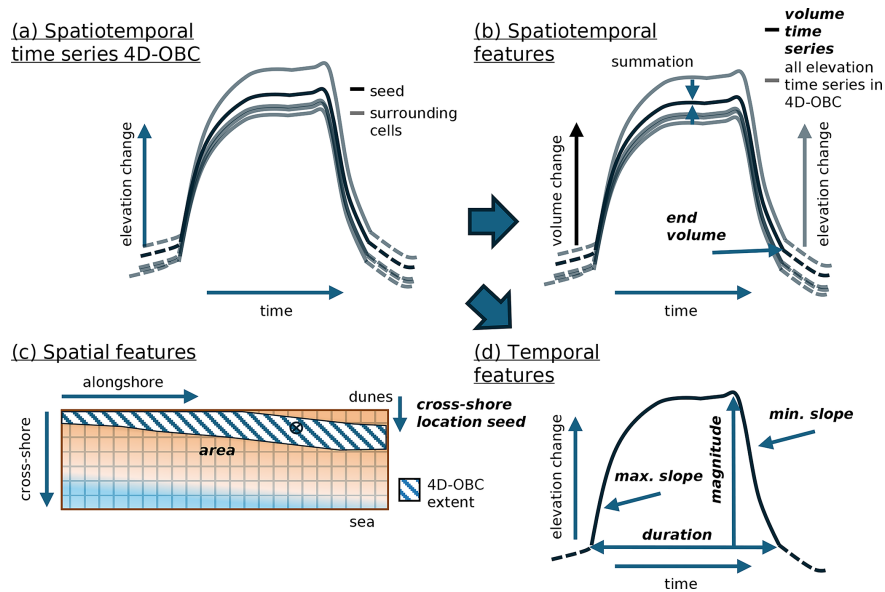 (a) Spatiotemporal
time series 4D-OBC
seed
surrounding
cells
elevation change
time
(b) Spatiotemporal
features
volume
time
series
all elevation
time series in
4D-OBC
summation
volume change
end
volume
elevation change
time
(c) Spatial features
alongshore
dunes
cross-shore
cross-shore
location seed
area
4D-OBC
extent
sea
(d) Temporal
features
elevation change
max. slope
magnitude
min. slope
duration
time